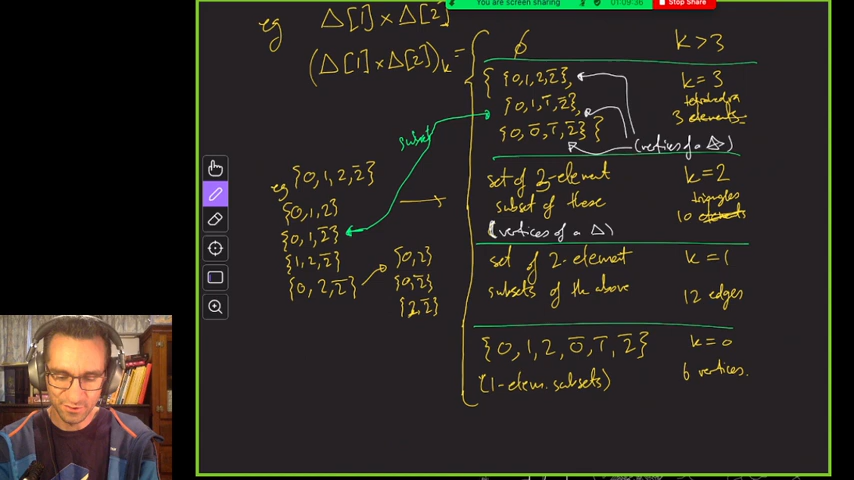 You are screen sharing
01:09:36
Stop Share
eg Δ[1] × Δ[2]
(Δ[1]×Δ[2])ₖ =
∅ k > 3
{ {0,1,2,2̅}, k = 3
{0,1,1̅,2̅}, tetrahedra
3 elements
{0,0̅,1̅,2̅} }
(vertices of a
subset
set of 3-element k = 2
subset of these triangles
10 elements
(vertices of a Δ)
eg {0,1,2,2̅}
{0,1,2}
{0,1,2̅}
{1,2,2̅}
{0,2,2̅}
{0,2}
{0,2̅}
{2,2̅}
set of 2-element k = 1
subsets of the above 12 edges
{0,1,2,0̅,1̅,2̅} k = 0
(1-elem. subsets) 6 vertices.